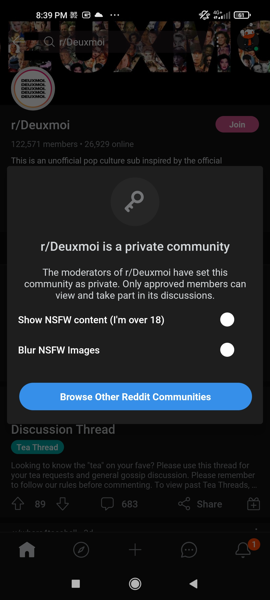 8:39 PM
4G+
61
r/Deuxmoi
DEUXMOI.
DEUXMOI.
DEUXMOI.
DEUXMOI.
DEUXMOI.
r/Deuxmoi
Join
122,571 members • 26,929 online
This is an unofficial pop culture sub inspired by the official
r/Deuxmoi is a private community
The moderators of r/Deuxmoi have set this
community as private. Only approved members can
view and take part in its discussions.
Show NSFW content (I'm over 18)
Blur NSFW Images
Browse Other Reddit Communities
Discussion Thread
Tea Thread
Looking to know the "tea" on your fave? Please use this thread for
your tea requests and general gossip discussion. Please remember
to follow our rules before commenting. To view past Tea Threads, ...
89
683
Share
1